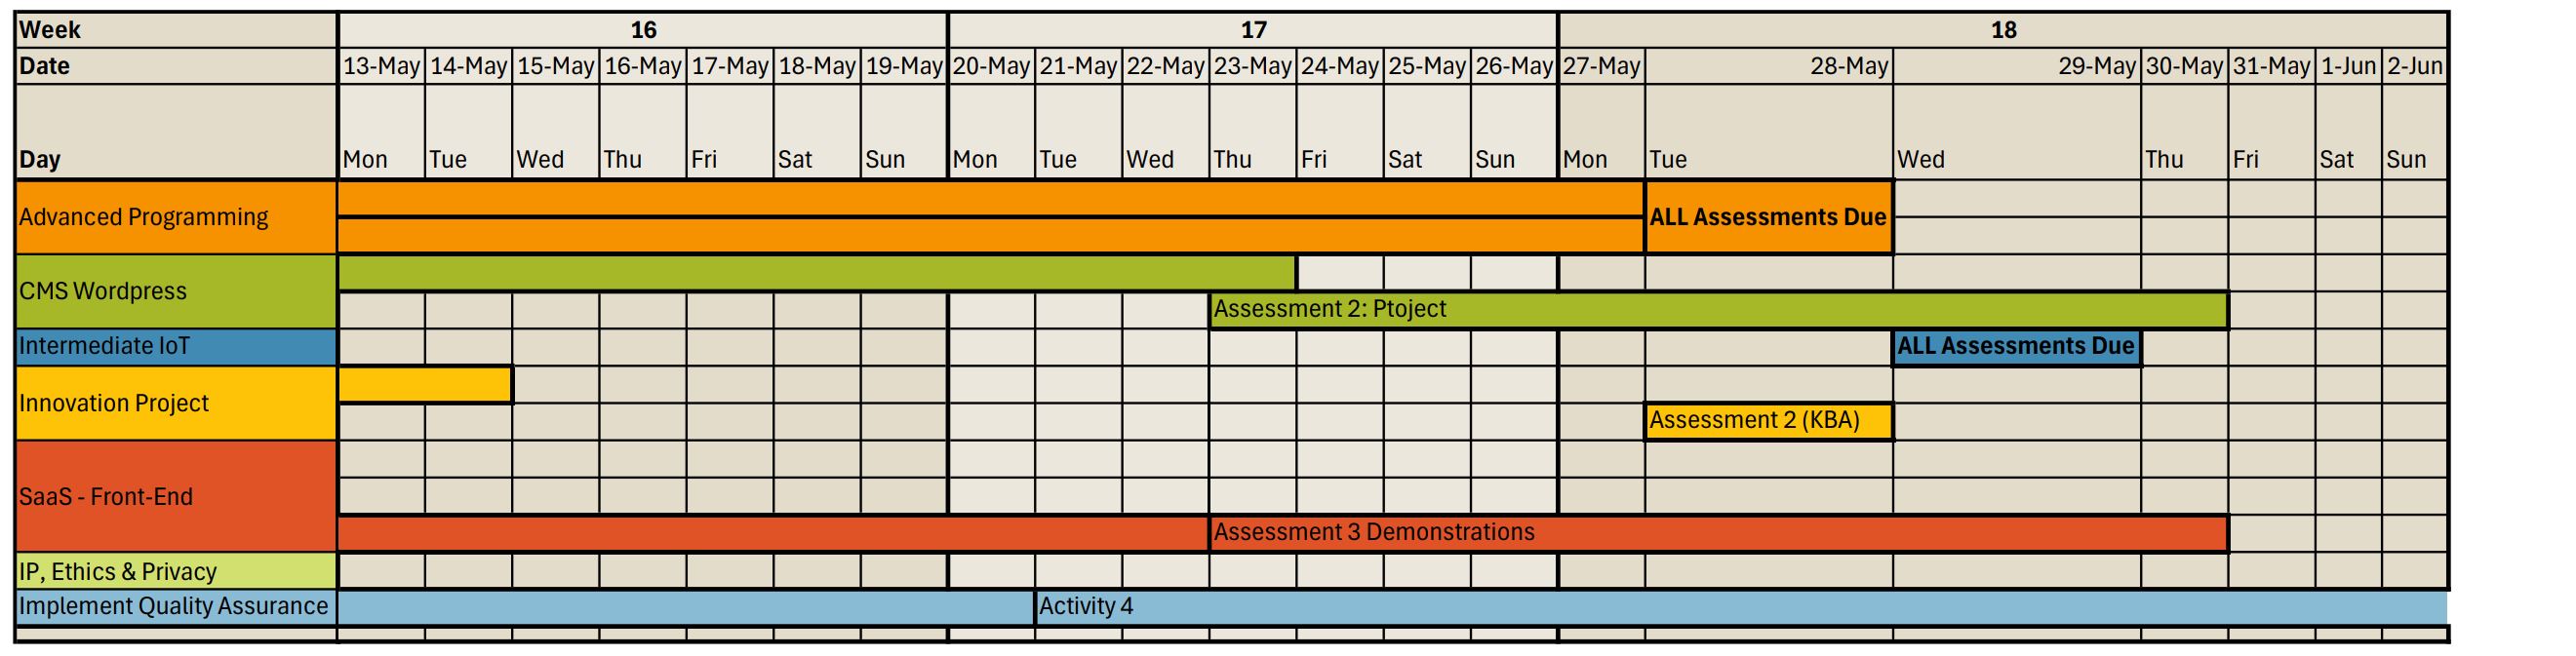 Week 16 17 18
Date 13-May 14-May 15-May 16-May 17-May 18-May 19-May 20-May 21-May 22-May 23-May 24-May 25-May 26-May 27-May 28-May 29-May 30-May 31-May 1-Jun 2-Jun
Day Mon Tue Wed Thu Fri Sat Sun Mon Tue Wed Thu Fri Sat Sun Mon Tue Wed Thu Fri Sat Sun
Advanced Programming ALL Assessments Due
CMS Wordpress
Assessment 2: Ptoject
Intermediate IoT ALL Assessments Due
Innovation Project
Assessment 2 (KBA)
SaaS - Front-End
Assessment 3 Demonstrations
IP, Ethics & Privacy
Implement Quality Assurance Activity 4